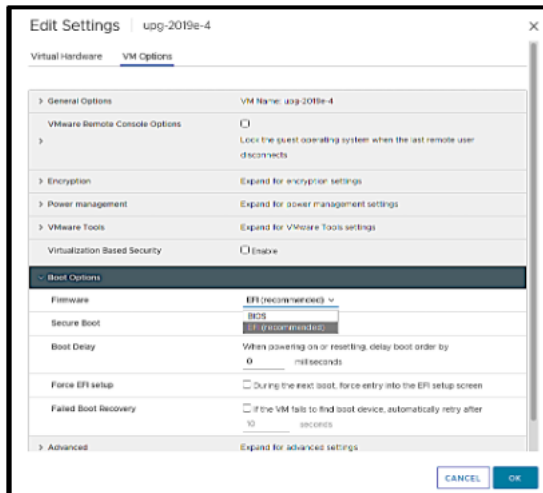 Edit Settings | upg-2019e-4 ×
Virtual Hardware VM Options
> General Options VM Name: upg-2019e-4
VMware Remote Console Options
>
Lock the guest operating system when the last remote user
disconnects
> Encryption Expand for encryption settings
> Power management Expand for power management settings
> VMware Tools Expand for VMware Tools settings
Virtualization Based Security Enable
Boot Options
Firmware EFI (recommended)
BIOS
EFI (recommended)
Secure Boot
Boot Delay When powering on or resetting, delay boot order by
0 milliseconds
Force EFI setup During the next boot, force entry into the EFI setup screen
Failed Boot Recovery If the VM fails to find boot device, automatically retry after
10 seconds
> Advanced Expand for advanced settings
CANCEL OK